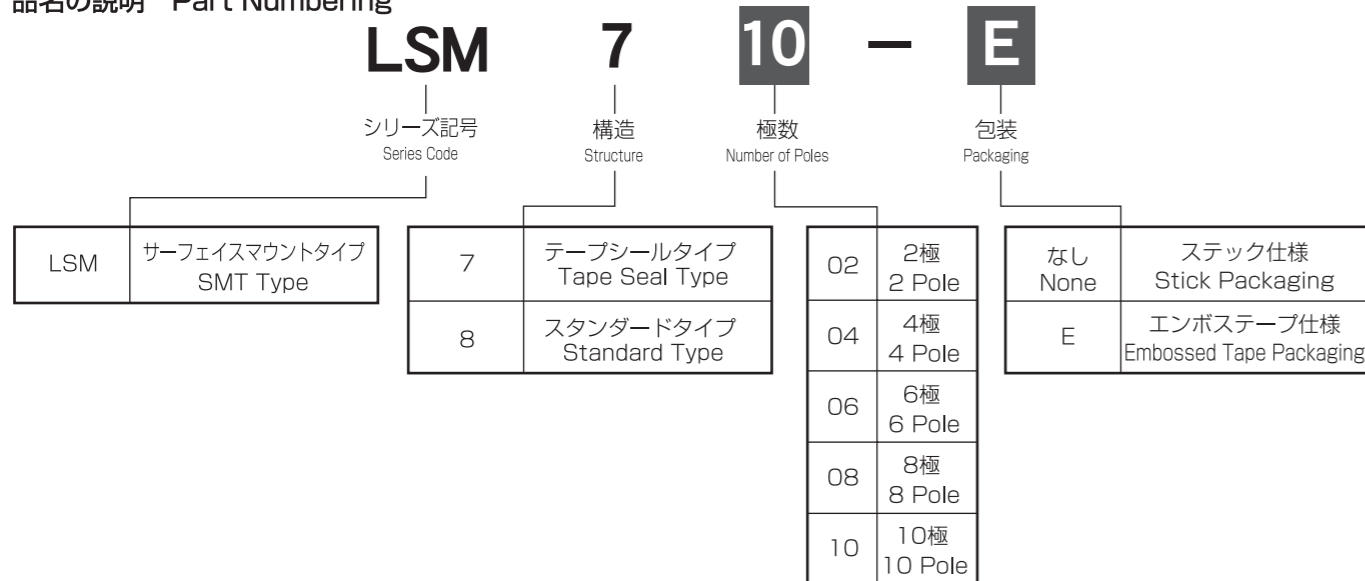 品名の説明 Part Numbering
LSM 7 10 － E
シリーズ記号 構造 極数 包装
Series Code Structure Number of Poles Packaging
LSM
サーフェイスマウントタイプ
SMT Type
7
テープシールタイプ
Tape Seal Type
8
スタンダードタイプ
Standard Type
02
2極
2 Pole
04
4極
4 Pole
06
6極
6 Pole
08
8極
8 Pole
10
10極
10 Pole
なし
None
ステック仕様
Stick Packaging
E
エンボステープ仕様
Embossed Tape Packaging